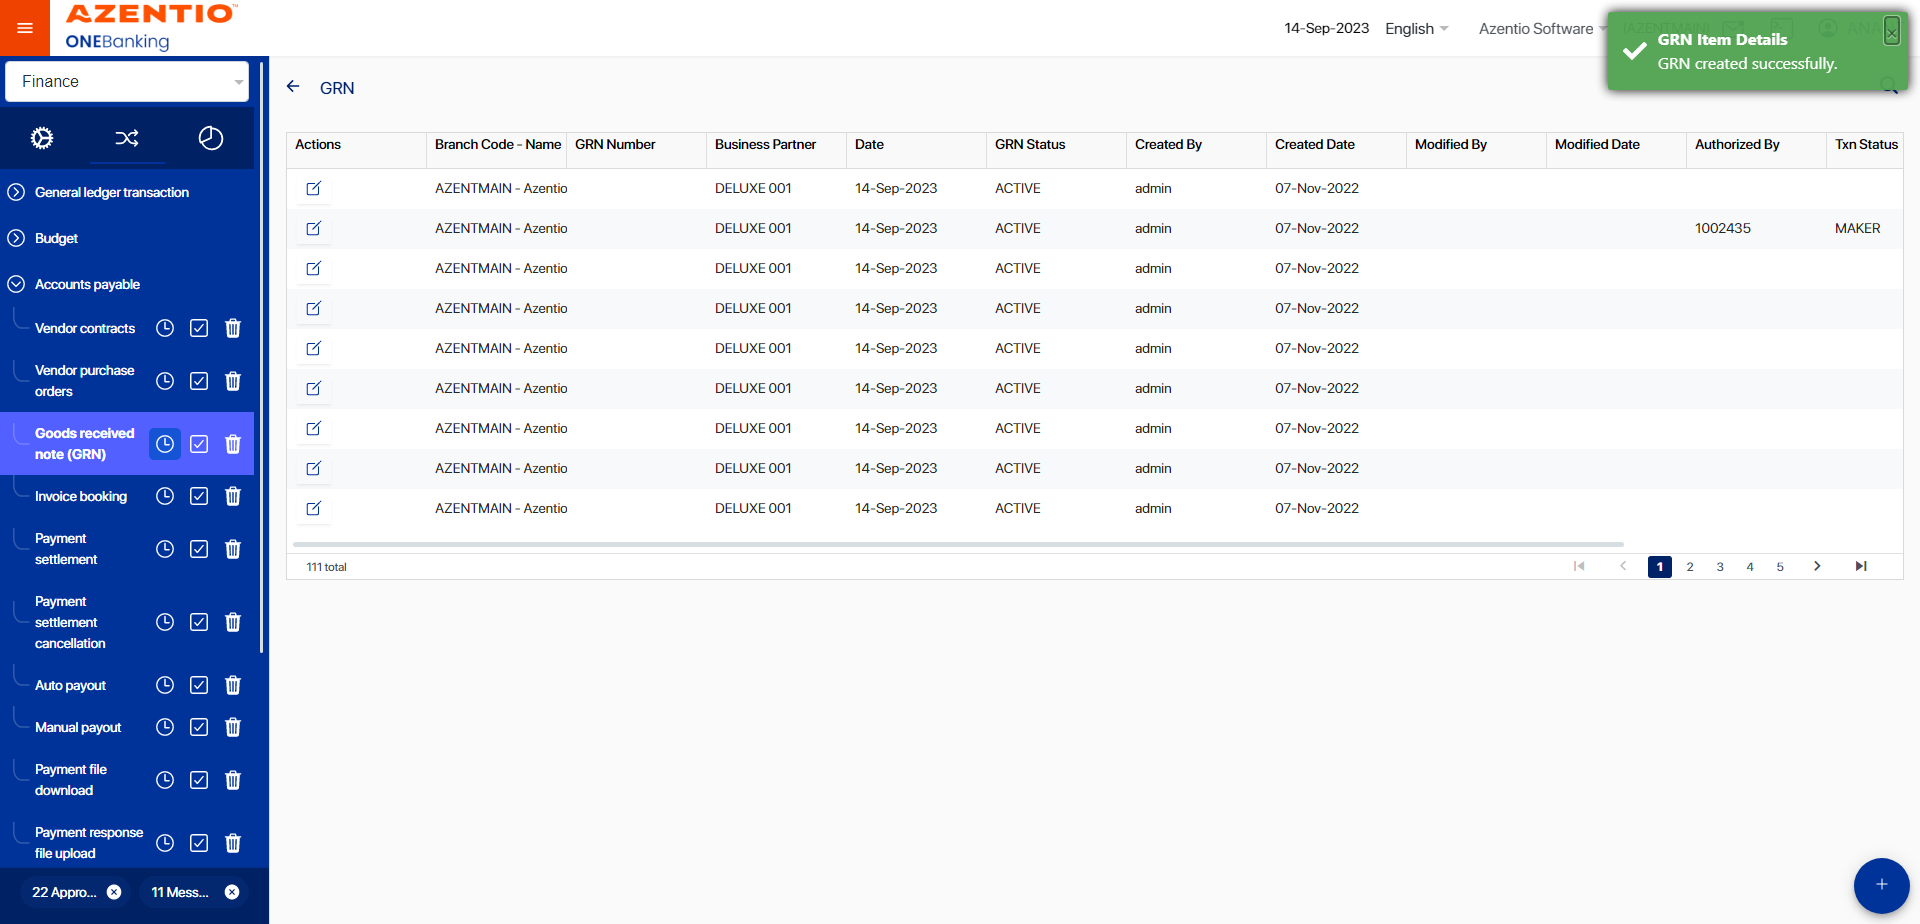 AZENTIO™
ONEBanking
14-Sep-2023 English Azentio Software
GRN Item Details
GRN created successfully.
Finance
General ledger transaction
Budget
Accounts payable
Vendor contracts
Vendor purchase
orders
Goods received
note (GRN)
Invoice booking
Payment
settlement
Payment
settlement
cancellation
Auto payout
Manual payout
Payment file
download
Payment response
file upload
22 Appro... 11 Mess...
GRN
Actions Branch Code - Name GRN Number Business Partner Date GRN Status Created By Created Date Modified By Modified Date Authorized By Txn Status
AZENTMAIN - Azentio DELUXE 001 14-Sep-2023 ACTIVE admin 07-Nov-2022
AZENTMAIN - Azentio DELUXE 001 14-Sep-2023 ACTIVE admin 07-Nov-2022 1002435 MAKER
AZENTMAIN - Azentio DELUXE 001 14-Sep-2023 ACTIVE admin 07-Nov-2022
AZENTMAIN - Azentio DELUXE 001 14-Sep-2023 ACTIVE admin 07-Nov-2022
AZENTMAIN - Azentio DELUXE 001 14-Sep-2023 ACTIVE admin 07-Nov-2022
AZENTMAIN - Azentio DELUXE 001 14-Sep-2023 ACTIVE admin 07-Nov-2022
AZENTMAIN - Azentio DELUXE 001 14-Sep-2023 ACTIVE admin 07-Nov-2022
AZENTMAIN - Azentio DELUXE 001 14-Sep-2023 ACTIVE admin 07-Nov-2022
AZENTMAIN - Azentio DELUXE 001 14-Sep-2023 ACTIVE admin 07-Nov-2022
111 total
1 2 3 4 5